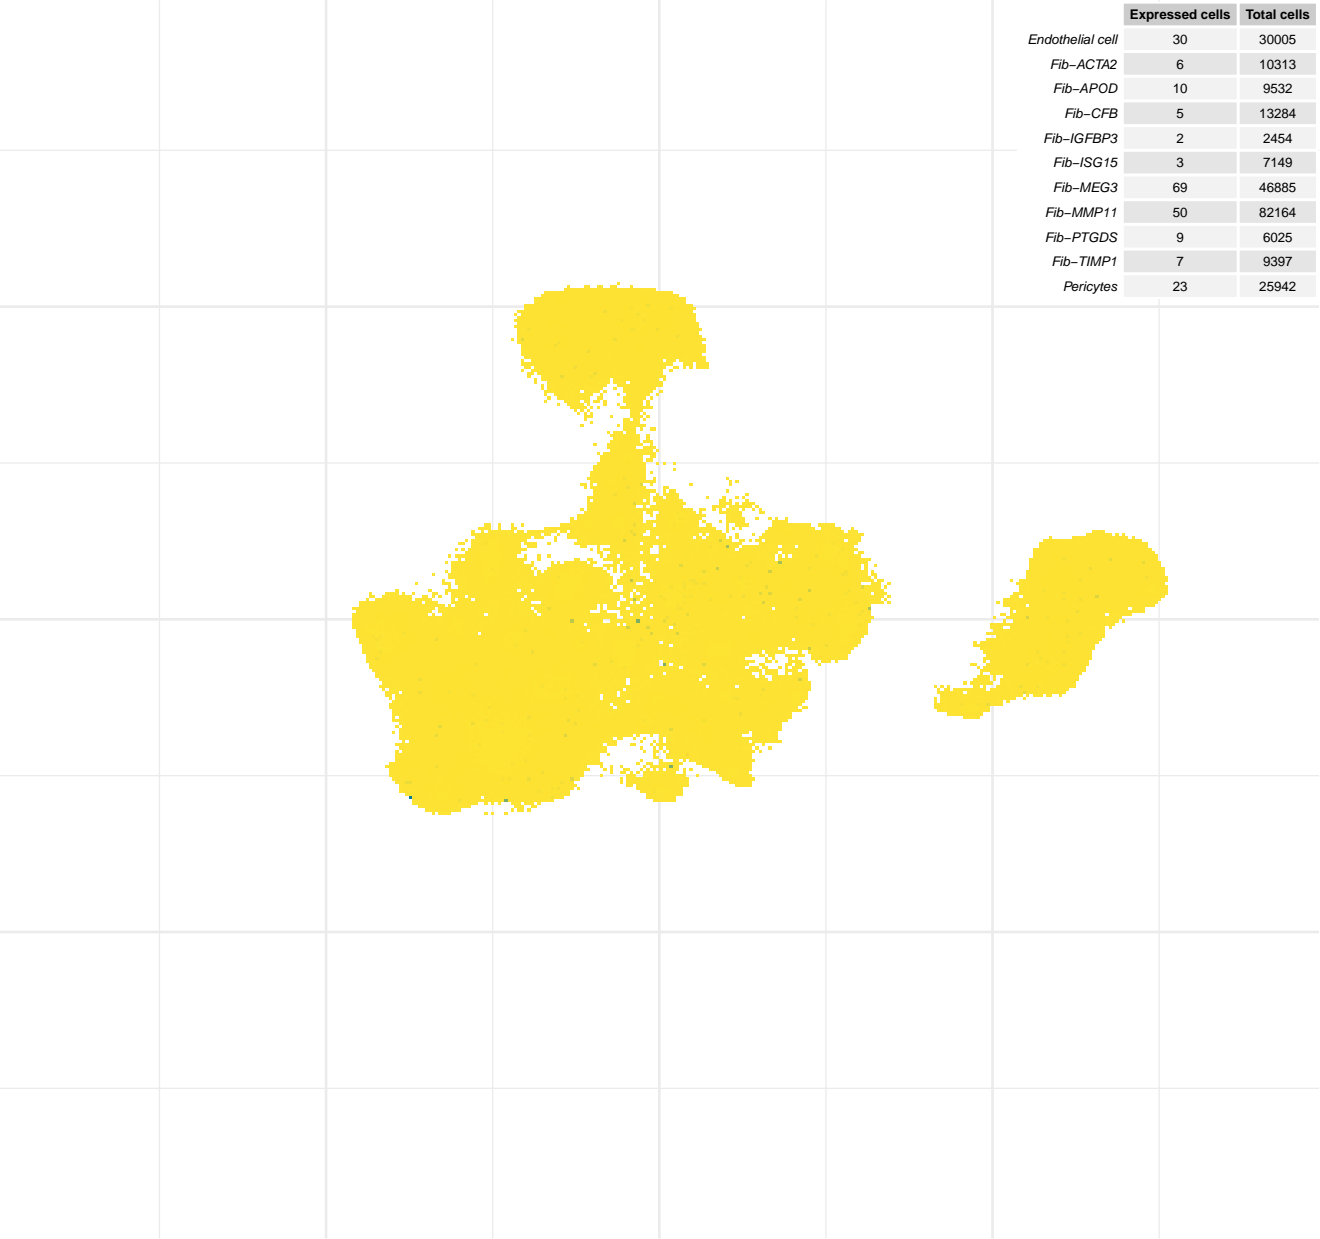 Expressed cells Total cells
Endothelial cell 30 30005
Fib−ACTA2 6 10313
Fib−APOD 10 9532
Fib−CFB 5 13284
Fib−IGFBP3 2 2454
Fib−ISG15 3 7149
Fib−MEG3 69 46885
Fib−MMP11 50 82164
Fib−PTGDS 9 6025
Fib−TIMP1 7 9397
Pericytes 23 25942